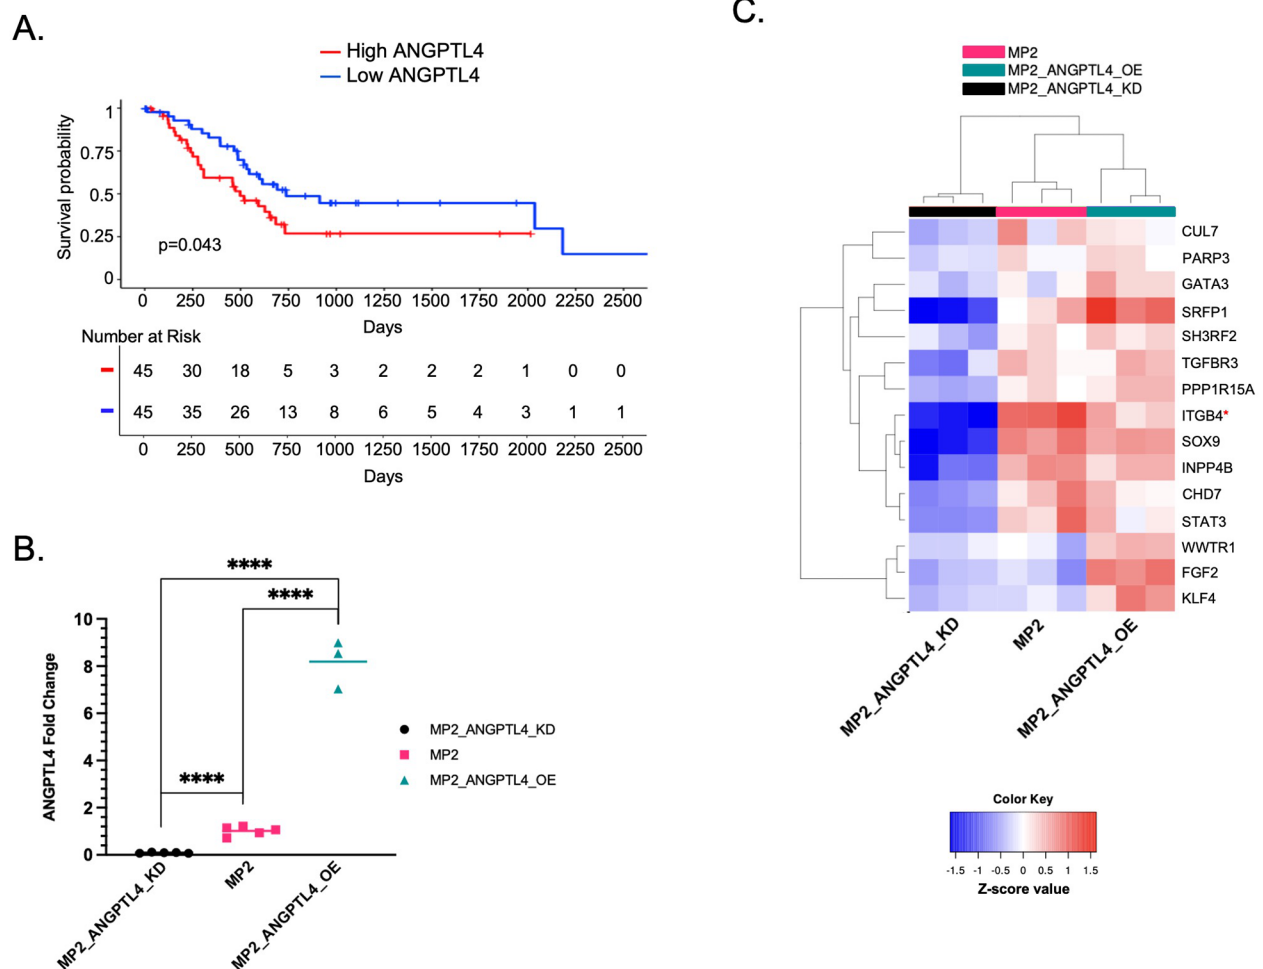 A.
High ANGPTL4
Low ANGPTL4
Survival probability
1
0.75
0.5
0.25
0
p=0.043
0 250 500 750 1000 1250 1500 1750 2000 2250 2500
Days
Number at Risk
45 30 18 5 3 2 2 2 1 0 0
45 35 26 13 8 6 5 4 3 1 1
0 250 500 750 1000 1250 1500 1750 2000 2250 2500
Days
B.
****
****
****
ANGPTL4 Fold Change
10
8
6
4
2
0
MP2_ANGPTL4_KD
MP2
MP2_ANGPTL4_OE
MP2_ANGPTL4_KD
MP2
MP2_ANGPTL4_OE
C.
MP2
MP2_ANGPTL4_OE
MP2_ANGPTL4_KD
CUL7
PARP3
GATA3
SRFP1
SH3RF2
TGFBR3
PPP1R15A
ITGB4*
SOX9
INPP4B
CHD7
STAT3
WWTR1
FGF2
KLF4
MP2_ANGPTL4_KD
MP2
MP2_ANGPTL4_OE
Color Key
-1.5 -1 -0.5 0 0.5 1 1.5
Z-score value